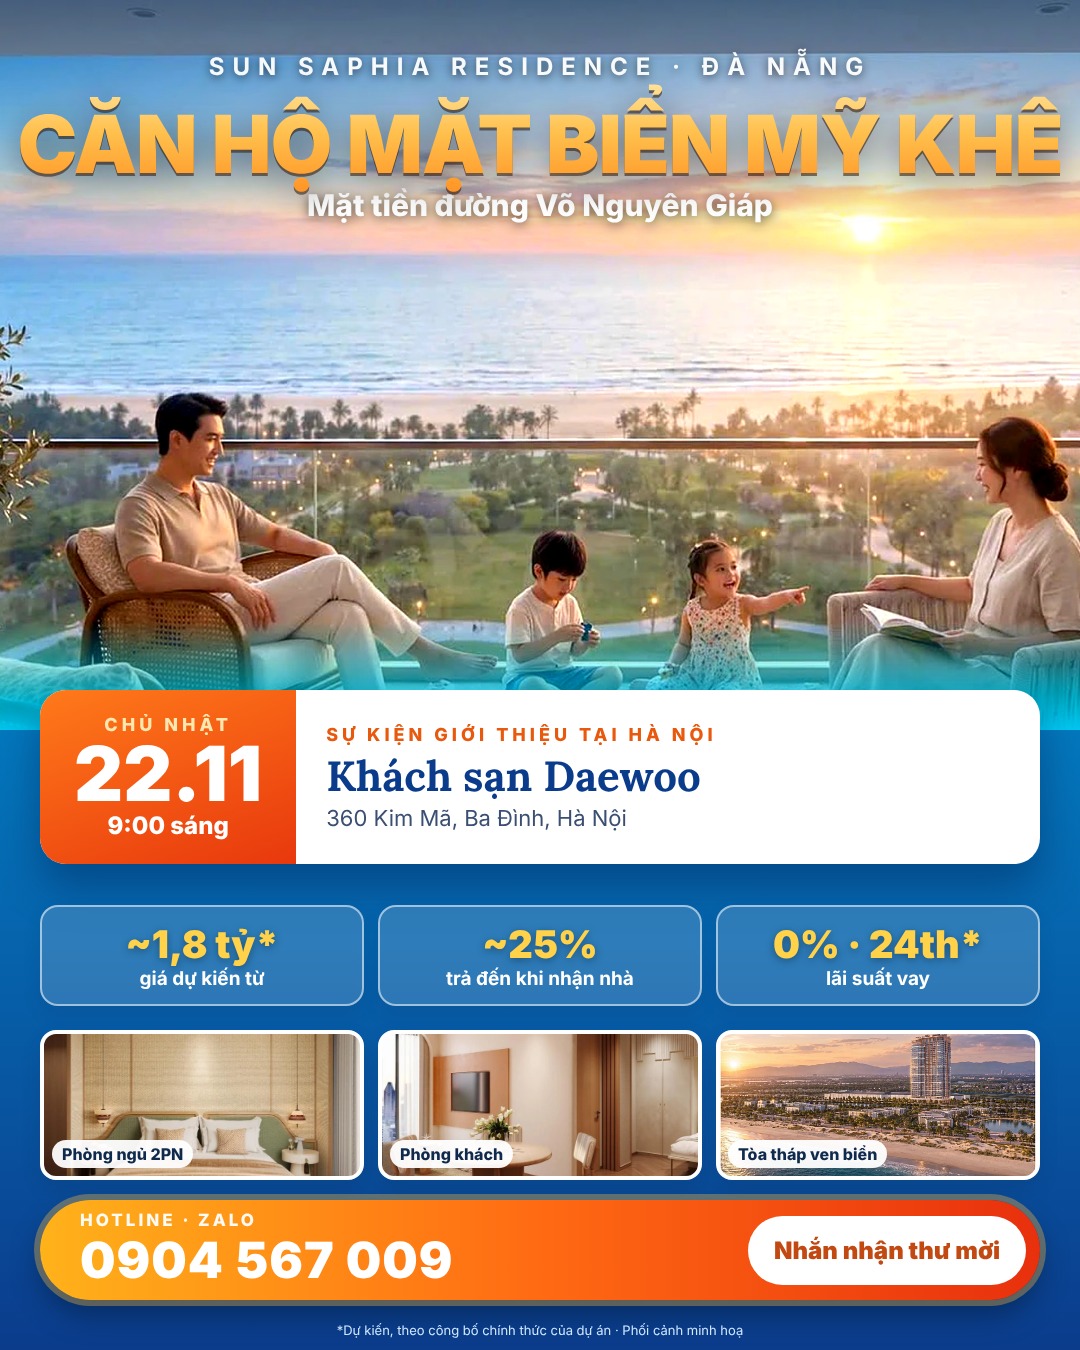 SUN SAPHIA RESIDENCE · ĐÀ NẴNG
CĂN HỘ MẶT BIỂN MỸ KHÊ
Mặt tiền đường Võ Nguyên Giáp
CHỦ NHẬT
22.11
9:00 sáng
SỰ KIỆN GIỚI THIỆU TẠI HÀ NỘI
Khách sạn Daewoo
360 Kim Mã, Ba Đình, Hà Nội
~1,8 tỷ*
giá dự kiến từ
~25%
trả đến khi nhận nhà
0% · 24th*
lãi suất vay
Phòng ngủ 2PN
Phòng khách
Tòa tháp ven biển
HOTLINE · ZALO
0904 567 009
Nhắn nhận thư mời
*Dự kiến, theo công bố chính thức của dự án · Phối cảnh minh hoạ